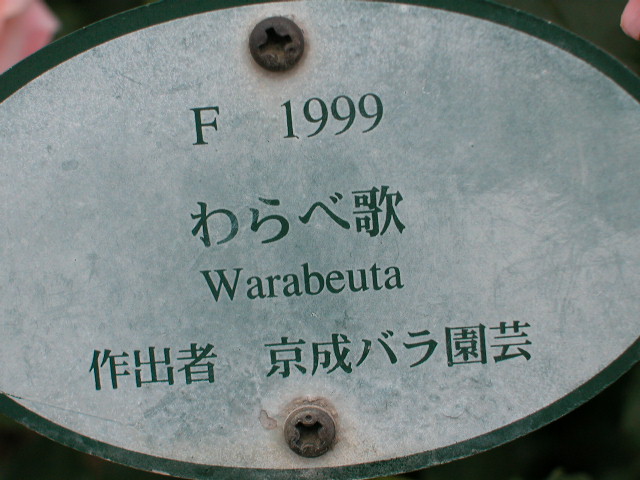 F 1999
わらべ歌
Warabeuta
作出者 京成バラ園芸